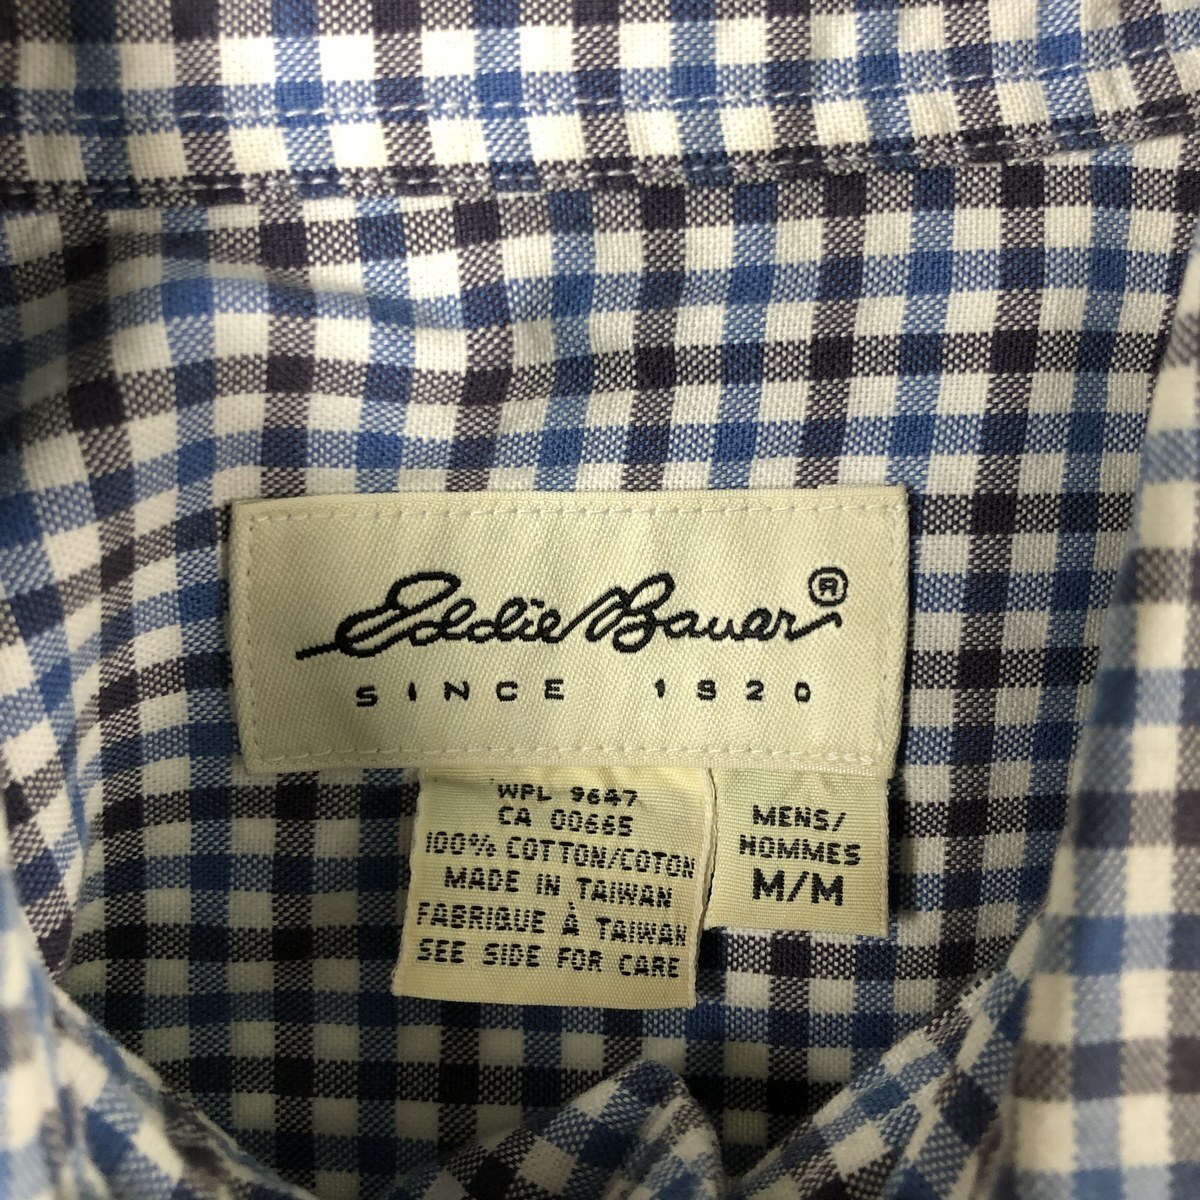 Eddie Bauer ®
SINCE 1920
WPL 9647
CA 00665
100% COTTON/COTON
MADE IN TAIWAN
FABRIQUE À TAIWAN
SEE SIDE FOR CARE
MENS/
HOMMES
M/M